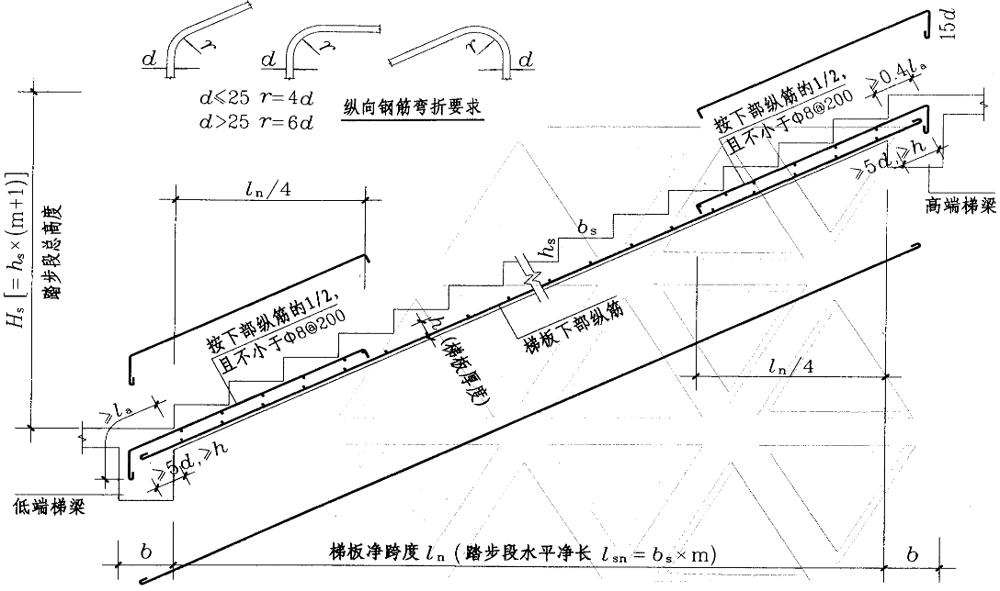 d
r
d
r
r
d
d≤25 r=4d
d>25 r=6d
纵向钢筋弯折要求
15d
≥0.4lₐ
按下部纵筋的1/2,
且不小于Φ8@200
≥5d,≥h
高端梯梁
Hₛ[=hₛ×(m+1)]
踏步段总高度
lₙ/4
bₛ
hₛ
按下部纵筋的1/2,
且不小于Φ8@200
h(梯板厚度)
梯板下部纵筋
lₙ/4
≥lₐ
≥5d,≥h
低端梯梁
b
梯板净跨度lₙ(踏步段水平净长 lₛₙ=bₛ×m)
b